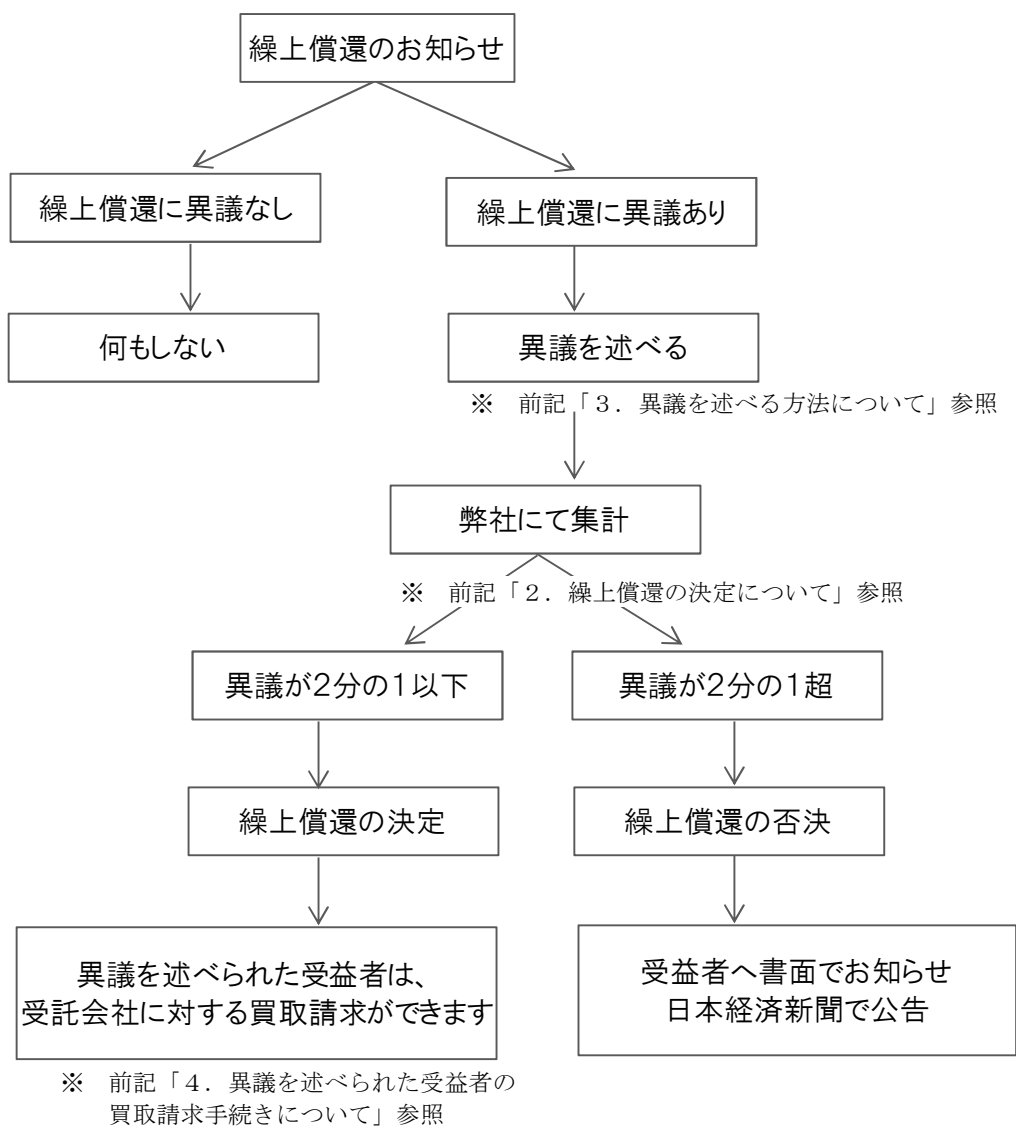 繰上償還のお知らせ
繰上償還に異議なし
繰上償還に異議あり
何もしない
異議を述べる
※　前記「３．異議を述べる方法について」参照
弊社にて集計
※　前記「２．繰上償還の決定について」参照
異議が2分の1以下
異議が2分の1超
繰上償還の決定
繰上償還の否決
異議を述べられた受益者は、
受託会社に対する買取請求ができます
受益者へ書面でお知らせ
日本経済新聞で公告
※　前記「４．異議を述べられた受益者の
買取請求手続きについて」参照